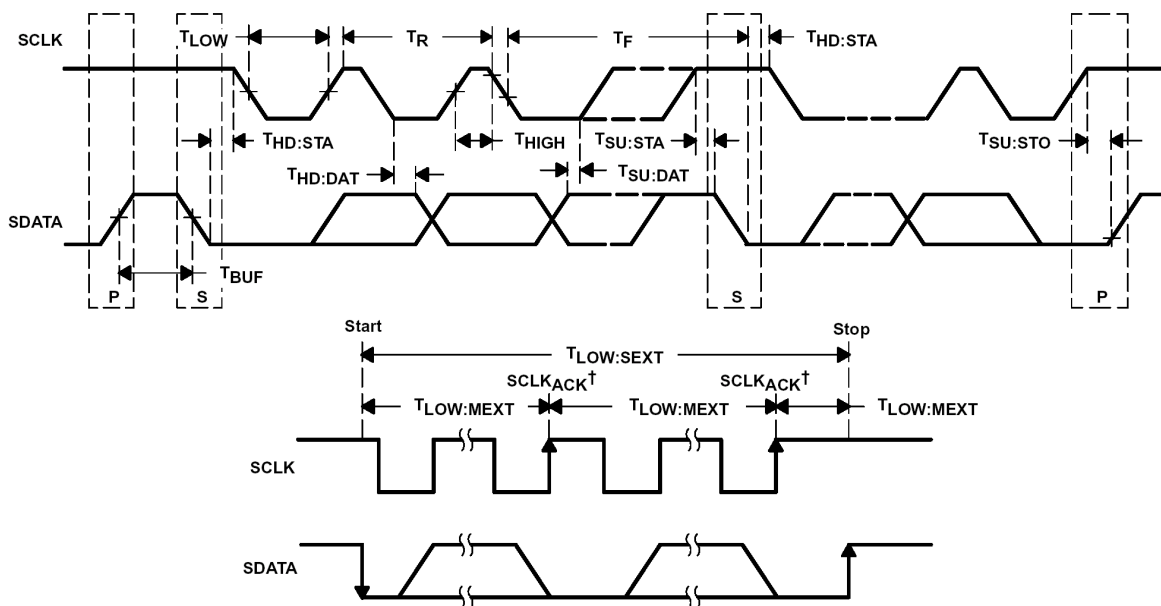 SCLK TLOW TR TF THD:STA
THD:STA THIGH TSU:STA TSU:STO
THD:DAT TSU:DAT
SDATA
TBUF
P S S P
Start Stop
TLOW:SEXT
SCLKACK† SCLKACK†
TLOW:MEXT TLOW:MEXT TLOW:MEXT
SCLK
SDATA